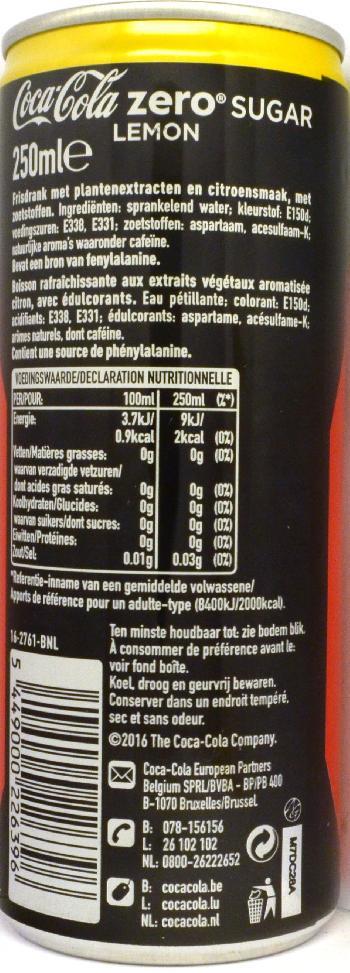 Coca-Cola zero® SUGAR
LEMON
250ml e
Frisdrank met plantenextracten en citroensmaak, met
zoetstoffen. Ingrediënten: sprankelend water; kleurstof: E150d;
voedingszuren: E338, E331; zoetstoffen: aspartaam, acesulfaam-K;
natuurlijke aroma's waaronder cafeïne.
Bevat een bron van fenylalanine.
Boisson rafraîchissante aux extraits végétaux aromatisée
citron, avec édulcorants. Eau pétillante; colorant: E150d;
acidifiants: E338, E331; édulcorants: aspartame, acésulfame-K;
arômes naturels, dont caféine.
Contient une source de phénylalanine.
VOEDINGSWAARDE/DECLARATION NUTRITIONNELLE
PER/POUR: 100ml 250ml (%*)
Energie: 3.7kJ/ 9kJ/
0.9kcal 2kcal (0%)
Vetten/Matières grasses: 0g 0g (0%)
waarvan verzadigde vetzuren/
dont acides gras saturés: 0g 0g (0%)
Koolhydraten/Glucides: 0g 0g (0%)
waarvan suikers/dont sucres: 0g 0g (0%)
Eiwitten/Protéines: 0g 0g (0%)
Zout/Sel: 0.01g 0.03g (0%)
*Referentie-inname van een gemiddelde volwassene/
Apports de référence pour un adulte-type (8400kJ/2000kcal).
16-2761-BNL
Ten minste houdbaar tot: zie bodem blik.
À consommer de préférence avant le:
voir fond boîte.
Koel, droog en geurvrij bewaren.
Conserver dans un endroit tempéré,
sec et sans odeur.
©2016 The Coca-Cola Company.
Coca-Cola European Partners
Belgium SPRL/BVBA - BP/PB 400
B-1070 Bruxelles/Brussel
B: 078-156156
L: 26 102 102
NL: 0800-26222652
B: cocacola.be
L: cocacola.lu
NL: cocacola.nl
5 449000 226396